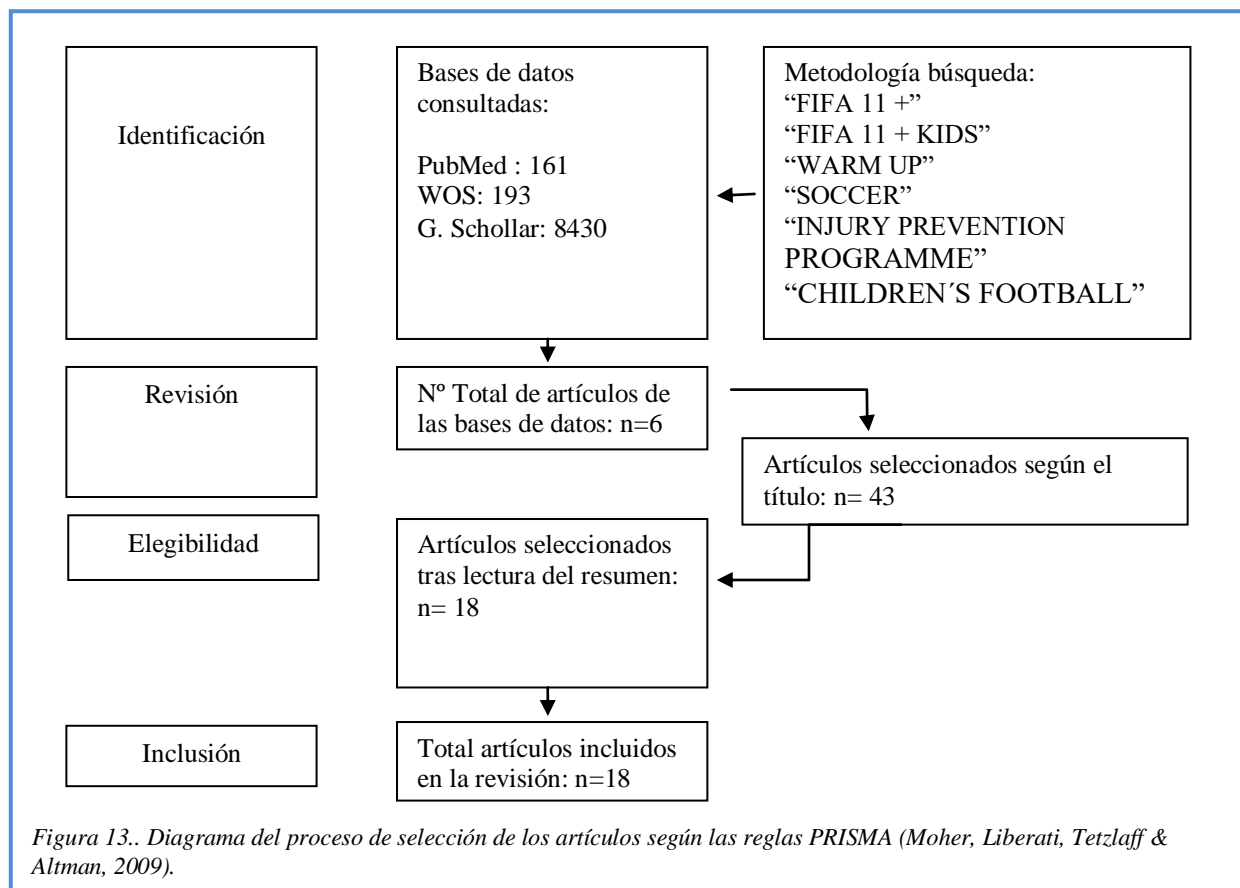 Identificación
Bases de datos
consultadas:
PubMed : 161
WOS: 193
G. Schollar: 8430
Metodología búsqueda:
“FIFA 11 +”
“FIFA 11 + KIDS”
“WARM UP”
“SOCCER”
“INJURY PREVENTION
PROGRAMME”
“CHILDREN´S FOOTBALL”
Revisión
Nº Total de artículos de
las bases de datos: n=6
Artículos seleccionados según el
título: n= 43
Elegibilidad
Artículos seleccionados
tras lectura del resumen:
n= 18
Inclusión
Total artículos incluidos
en la revisión: n=18
Figura 13.. Diagrama del proceso de selección de los artículos según las reglas PRISMA (Moher, Liberati, Tetzlaff &
Altman, 2009).